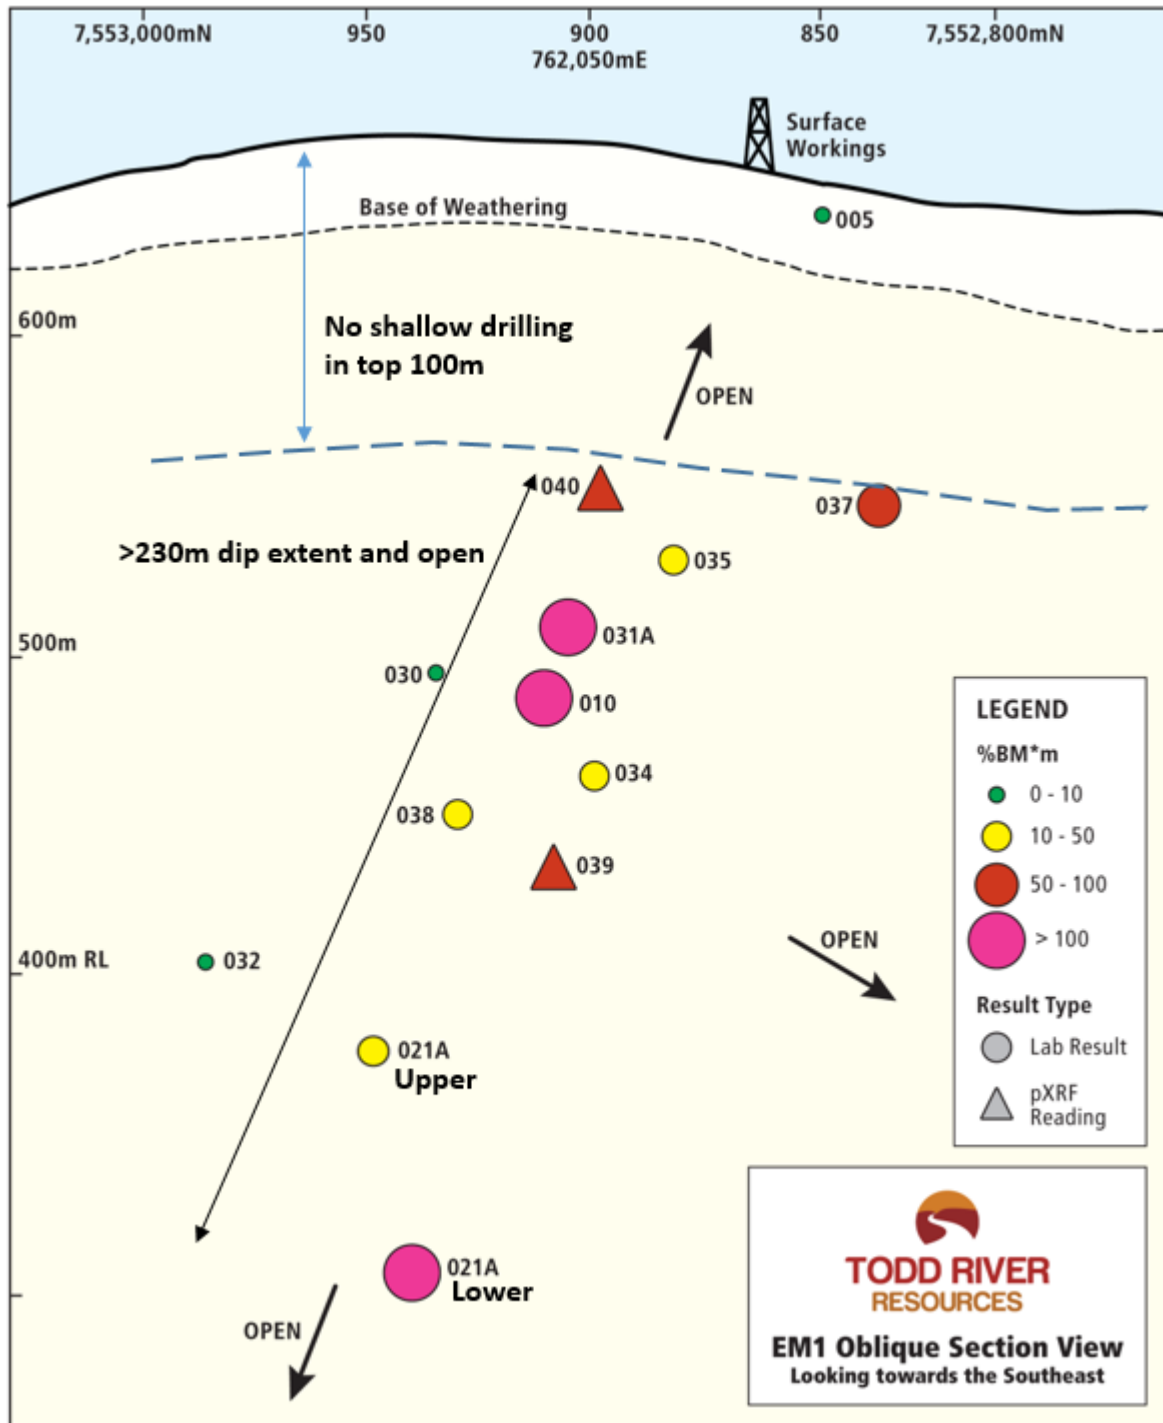 7,553,000mN 950 900 850 7,552,800mN
762,050mE
Surface
Workings
Base of Weathering
005
600m
No shallow drilling
in top 100m
OPEN
040
037
>230m dip extent and open
035
031A
500m
030
010
034
038
039
OPEN
400m RL
032
021A
Upper
021A
Lower
OPEN
LEGEND
%BM*m
0 - 10
10 - 50
50 - 100
> 100
Result Type
Lab Result
pXRF
Reading
TODD RIVER
RESOURCES
EM1 Oblique Section View
Looking towards the Southeast